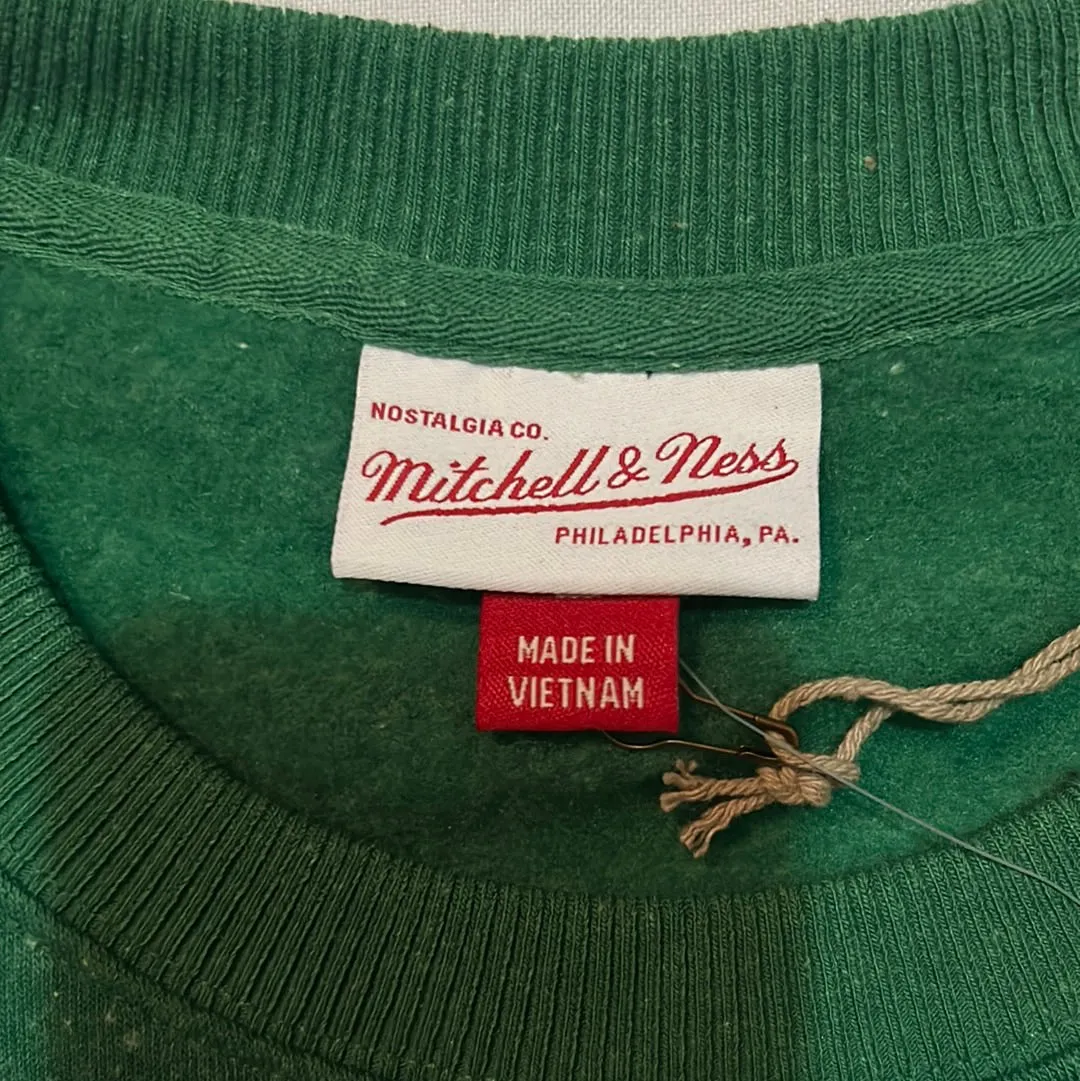 NOSTALGIA CO.
Mitchell & Ness
PHILADELPHIA, PA.
MADE IN
VIETNAM